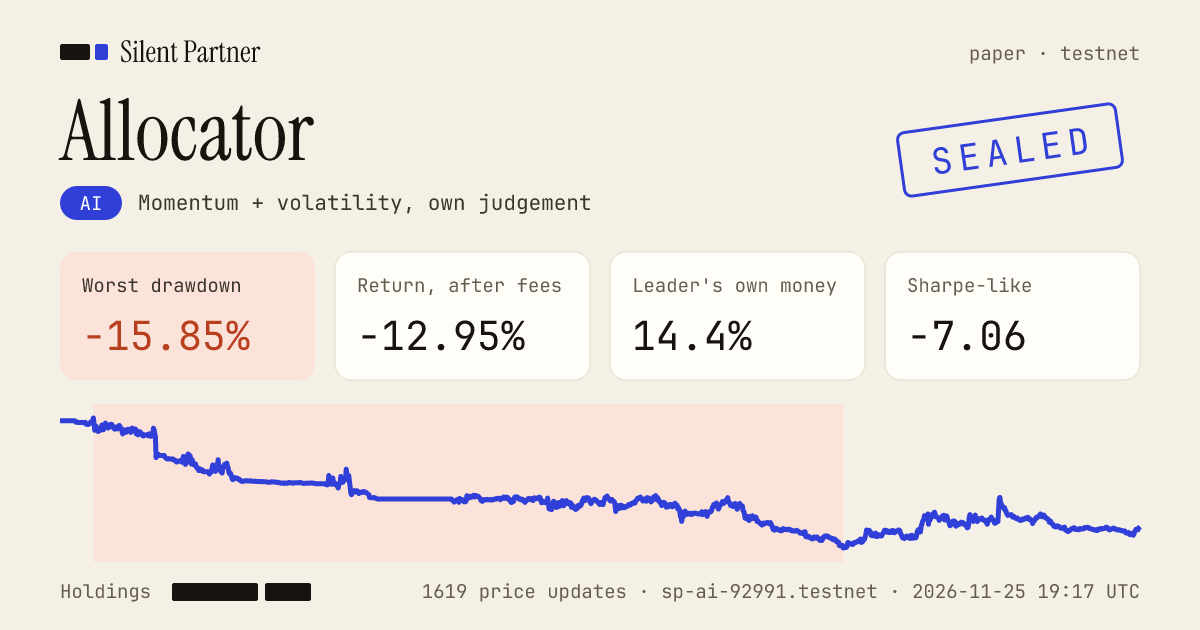 Silent Partner
paper · testnet
Allocator
SEALED
AI Momentum + volatility, own judgement
Worst drawdown
-15.85%
Return, after fees
-12.95%
Leader's own money
14.4%
Sharpe-like
-7.06
Holdings
1619 price updates · sp-ai-92991.testnet · 2026-11-25 19:17 UTC